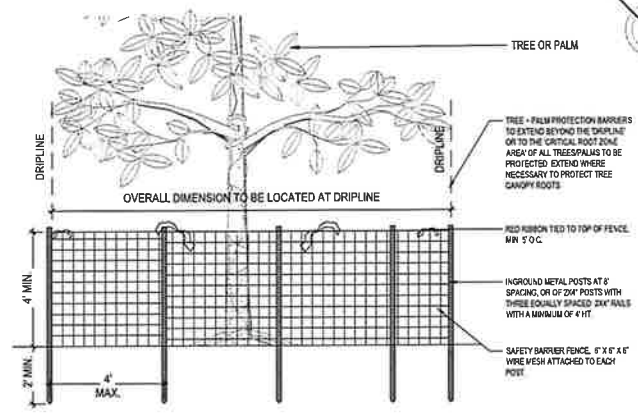 TREE OR PALM
TREE + PALM PROTECTION BARRIERS
TO EXTEND BEYOND THE 'DRIPLINE'
OR TO THE 'CRITICAL ROOT ZONE
AREA' OF ALL TREES/PALMS TO BE
PROTECTED. EXTEND WHERE
NECESSARY TO PROTECT TREE
CANOPY ROOTS
DRIPLINE
DRIPLINE
OVERALL DIMENSION TO BE LOCATED AT DRIPLINE
RED RIBBON TIED TO TOP OF FENCE,
MIN 5' O.C.
4' MIN.
INGROUND METAL POSTS AT 8'
SPACING, OR OF 2X4" POSTS WITH
THREE EQUALLY SPACED 2X4" RAILS
WITH A MINIMUM OF 4' HT.
SAFETY BARRIER FENCE, 6" X 6" X 6"
WIRE MESH ATTACHED TO EACH
POST
2' MIN.
4'
MAX.